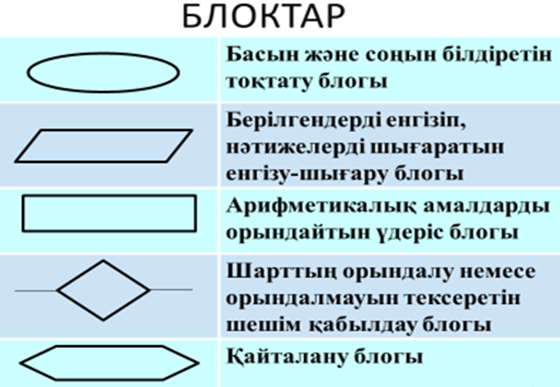 БЛОКТАР
Басын және соңын білдіретін
тоқтату блогы
Берілгендерді енгізіп,
нәтижелерді шығаратын
енгізу-шығару блогы
Арифметикалық амалдарды
орындайтын үдеріс блогы
Шарттың орындалу немесе
орындалмауын тексеретін
шешім қабылдау блогы
Қайталану блогы